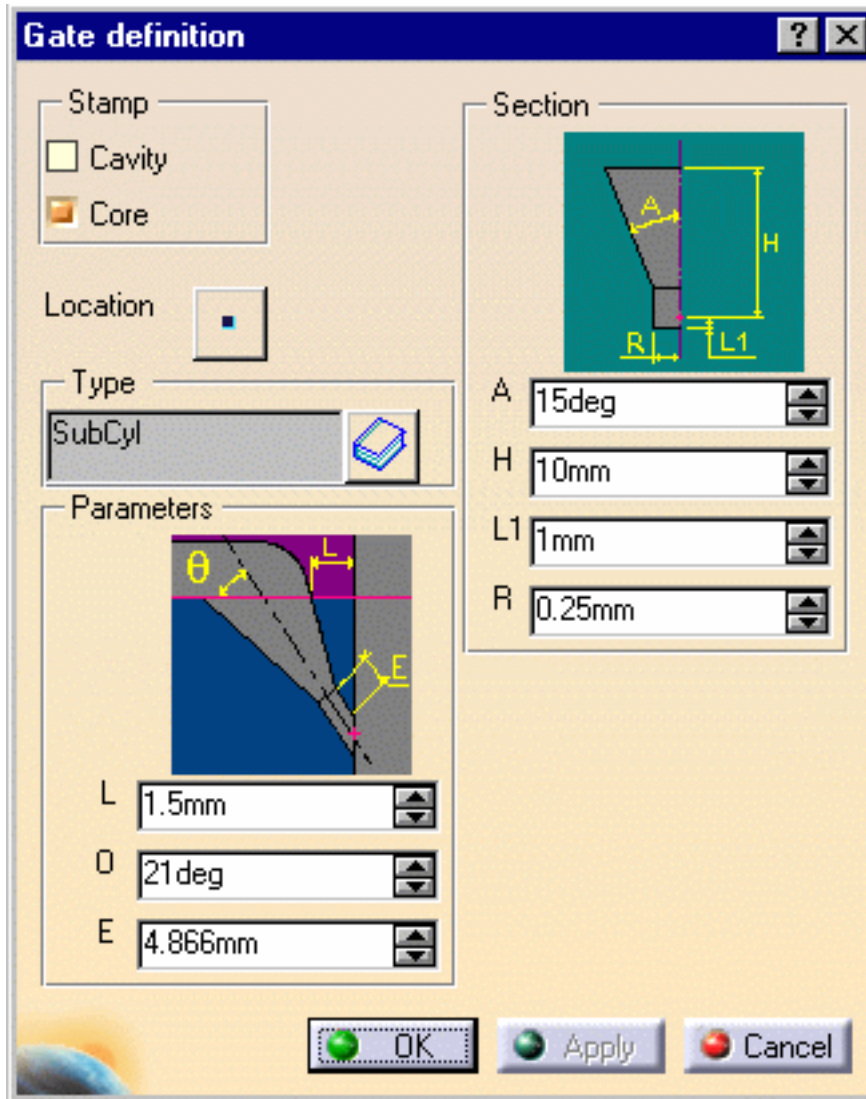 Gate definition
Stamp
Cavity
Core
Location
Type
SubCyl
Parameters
θ
L
E
L 1.5mm
O 21deg
E 4.866mm
Section
A
H
R
L1
A 15deg
H 10mm
L1 1mm
R 0.25mm
OK
Apply
Cancel